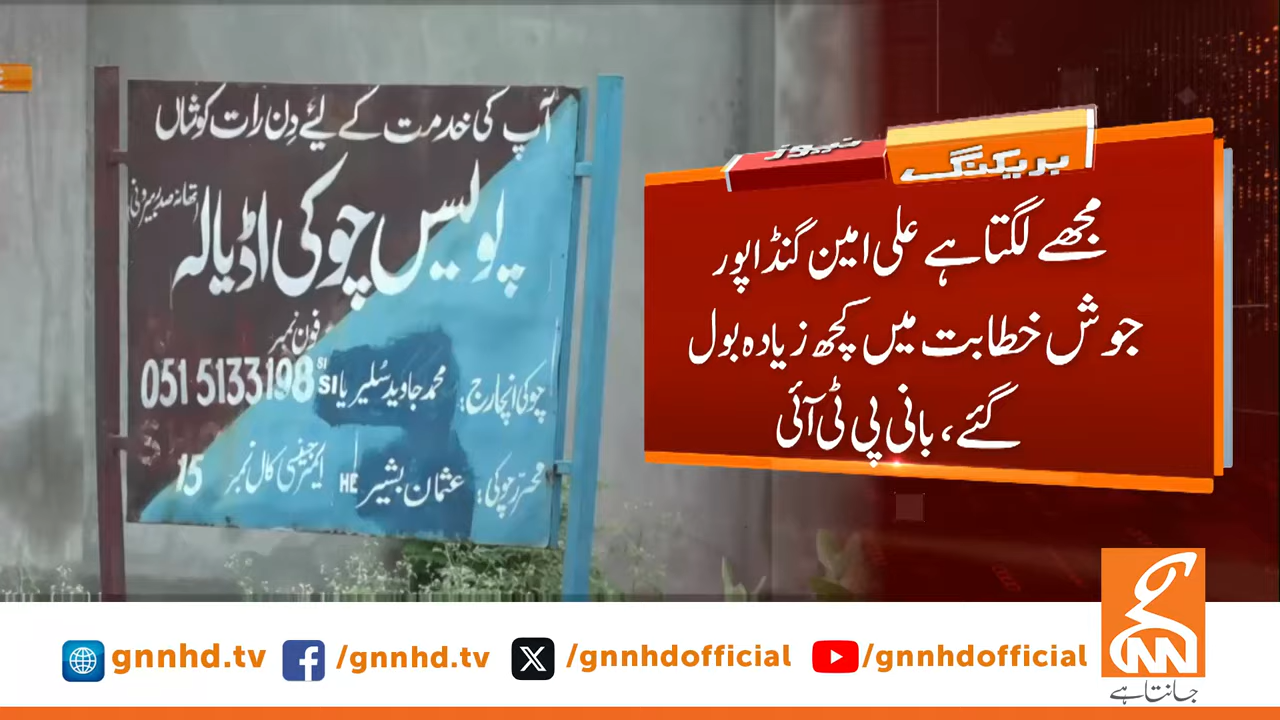 آپ کی خدمت کے لئے دن رات کوشاں
پولیس چوکی اڈیالہ
تھانہ صدر بیرونی
فون نمبر
051 5133198
چوکی انچارج: محمد جاوید سُلیریا SI
SI
محرر چوکی: عثمان بشیر HC
ایمرجنسی کال نمبر 15
بریکنگ نیوز
مجھے لگتا ہے علی امین گنڈاپور
جوش خطابت میں کچھ زیادہ بول
گئے، بانی پی ٹی آئی
gnnhd.tv
/gnnhd.tv
/gnnhdofficial
/gnnhdofficial
GNN
جانتا ہے